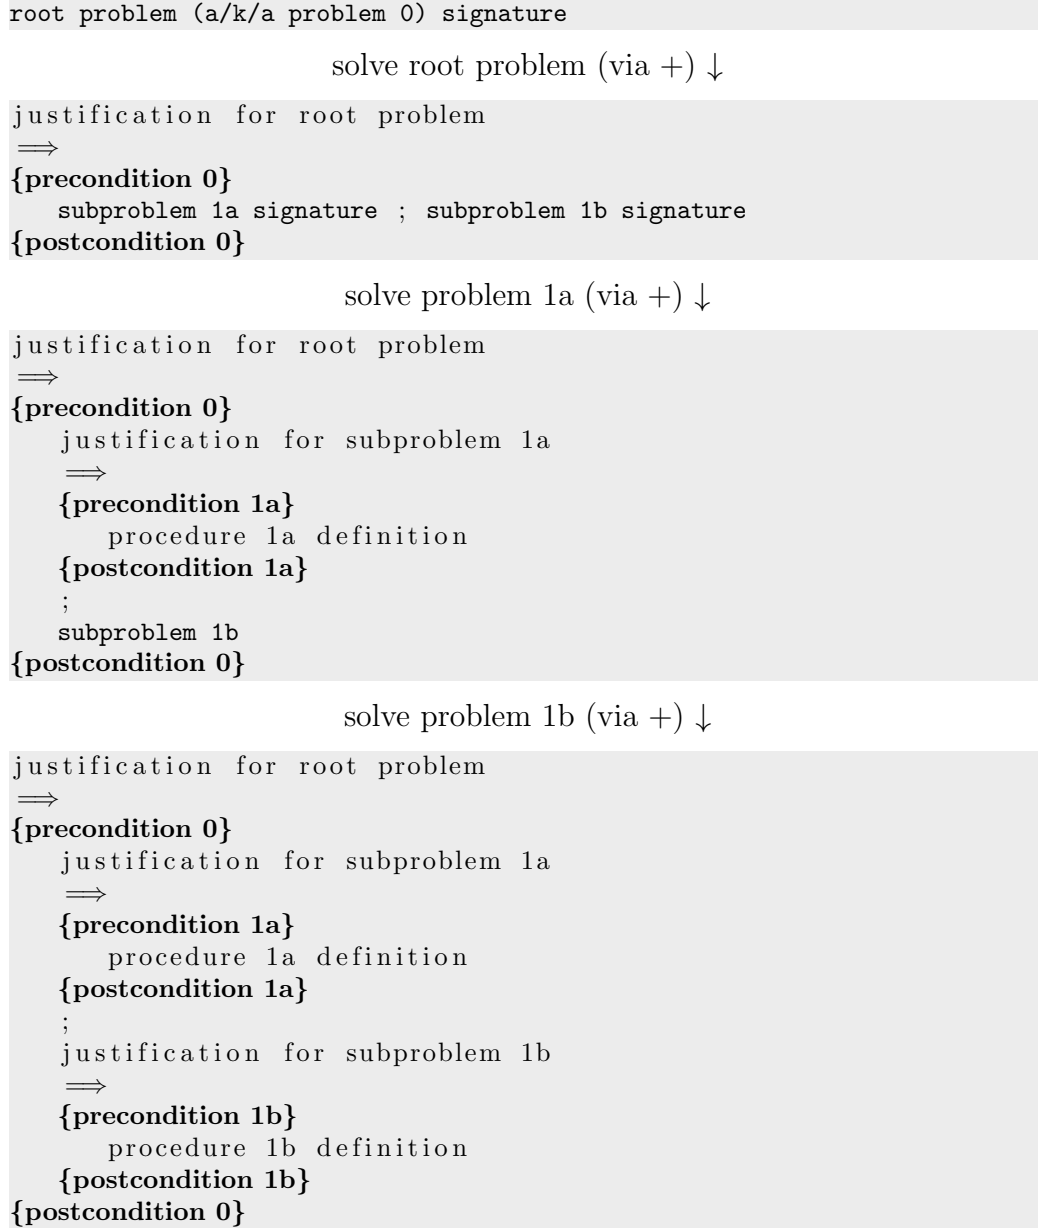 root problem (a/k/a problem 0) signature
solve root problem (via +) ↓
justification for root problem
⟹
{precondition 0}
subproblem 1a signature ; subproblem 1b signature
{postcondition 0}
solve problem 1a (via +) ↓
justification for root problem
⟹
{precondition 0}
justification for subproblem 1a
⟹
{precondition 1a}
procedure 1a definition
{postcondition 1a}
;
subproblem 1b
{postcondition 0}
solve problem 1b (via +) ↓
justification for root problem
⟹
{precondition 0}
justification for subproblem 1a
⟹
{precondition 1a}
procedure 1a definition
{postcondition 1a}
;
justification for subproblem 1b
⟹
{precondition 1b}
procedure 1b definition
{postcondition 1b}
{postcondition 0}